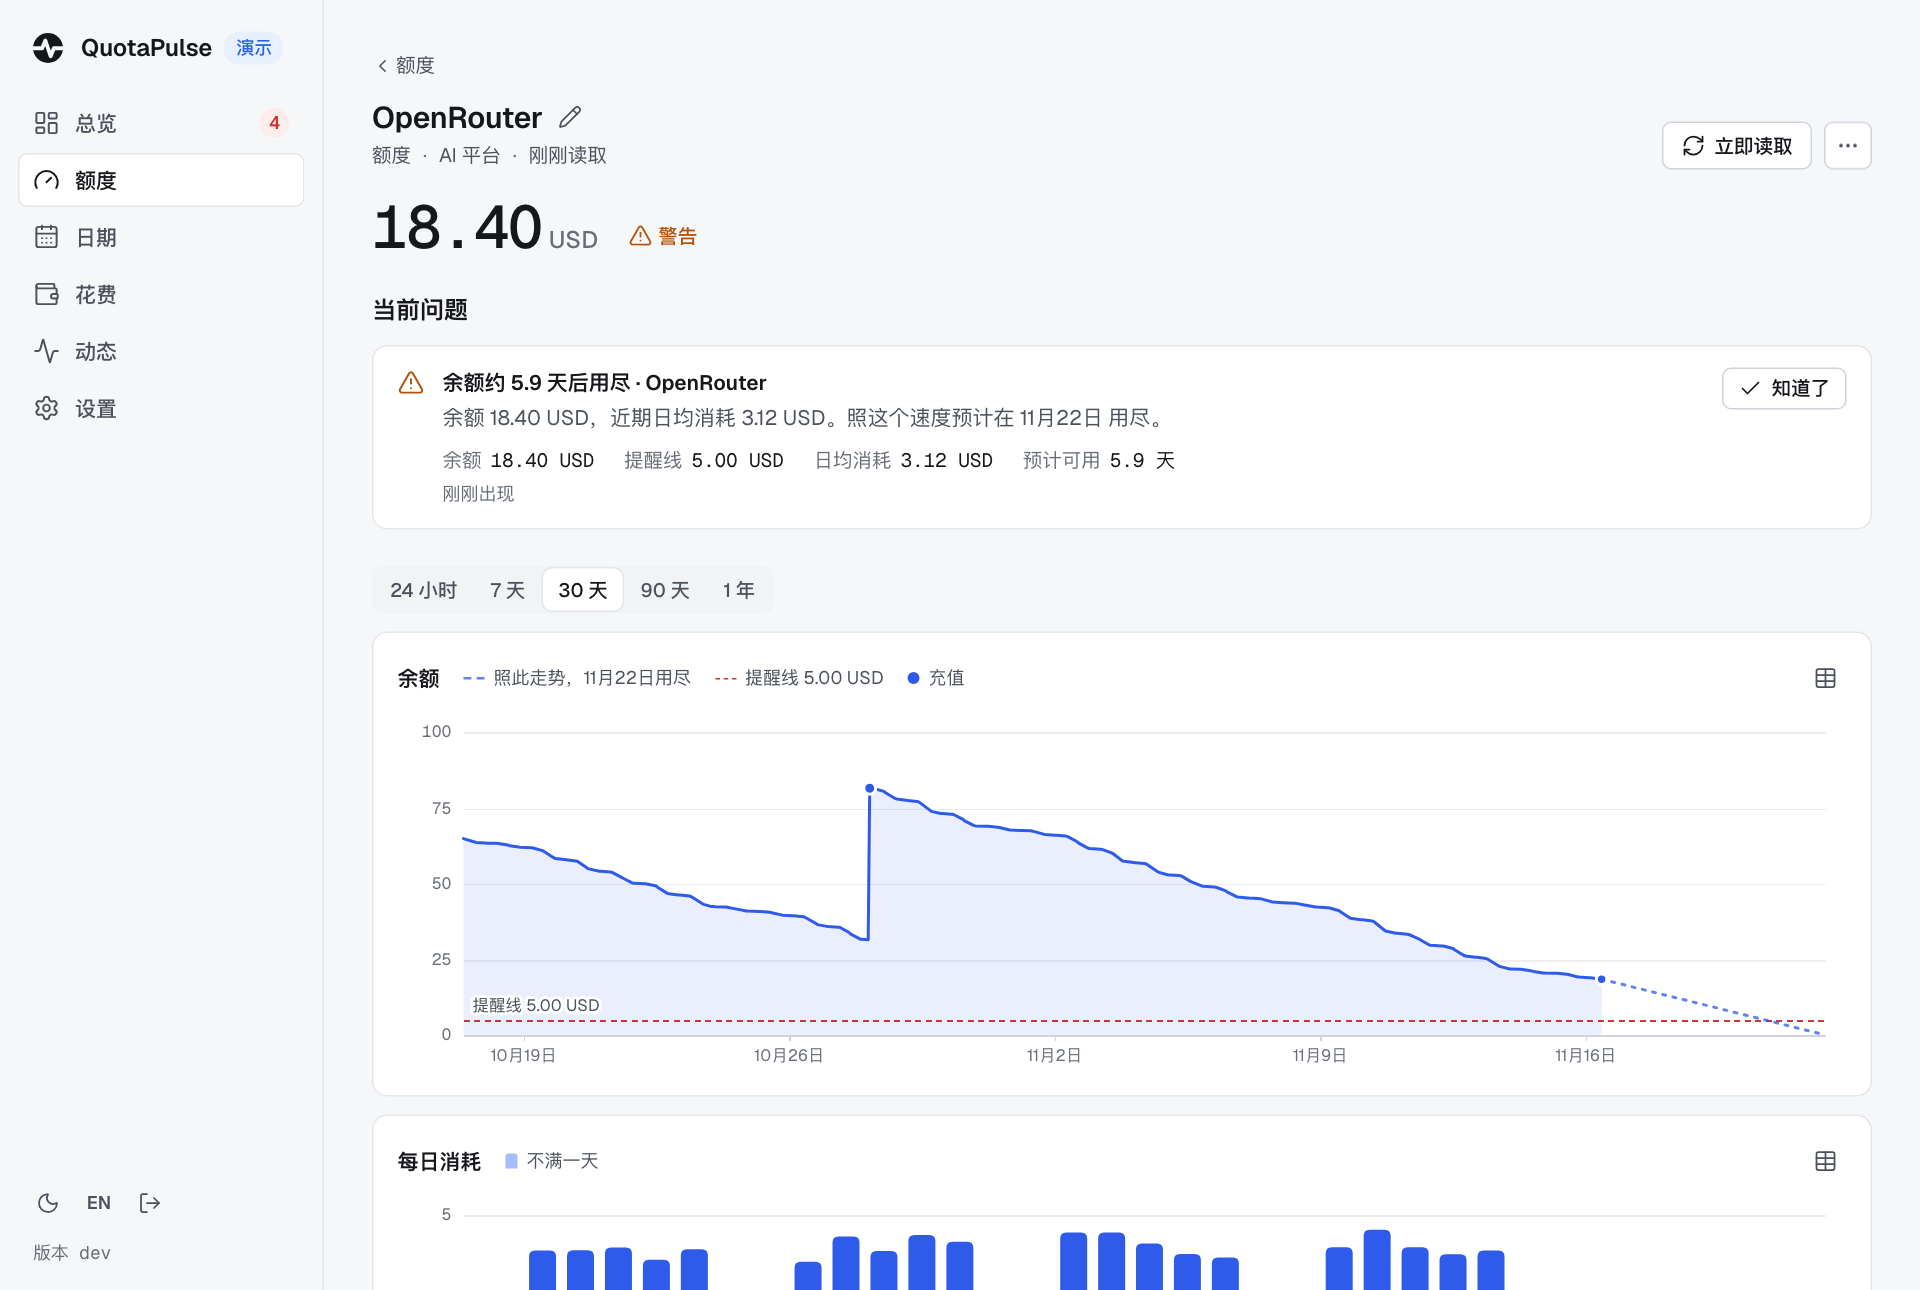 QuotaPulse 演示
总览 4
额度
日期
花费
动态
设置
EN
版本 dev
额度
OpenRouter
额度 · AI 平台 · 刚刚读取
立即读取
18.40 USD 警告
当前问题
余额约 5.9 天后用尽 · OpenRouter
知道了
余额 18.40 USD，近期日均消耗 3.12 USD。照这个速度预计在 11月22日 用尽。
余额 18.40 USD 提醒线 5.00 USD 日均消耗 3.12 USD 预计可用 5.9 天
刚刚出现
24 小时 7 天 30 天 90 天 1 年
余额 照此走势，11月22日用尽 提醒线 5.00 USD 充值
100
75
50
25
提醒线 5.00 USD
0
10月19日 10月26日 11月2日 11月9日 11月16日
每日消耗 不满一天
5